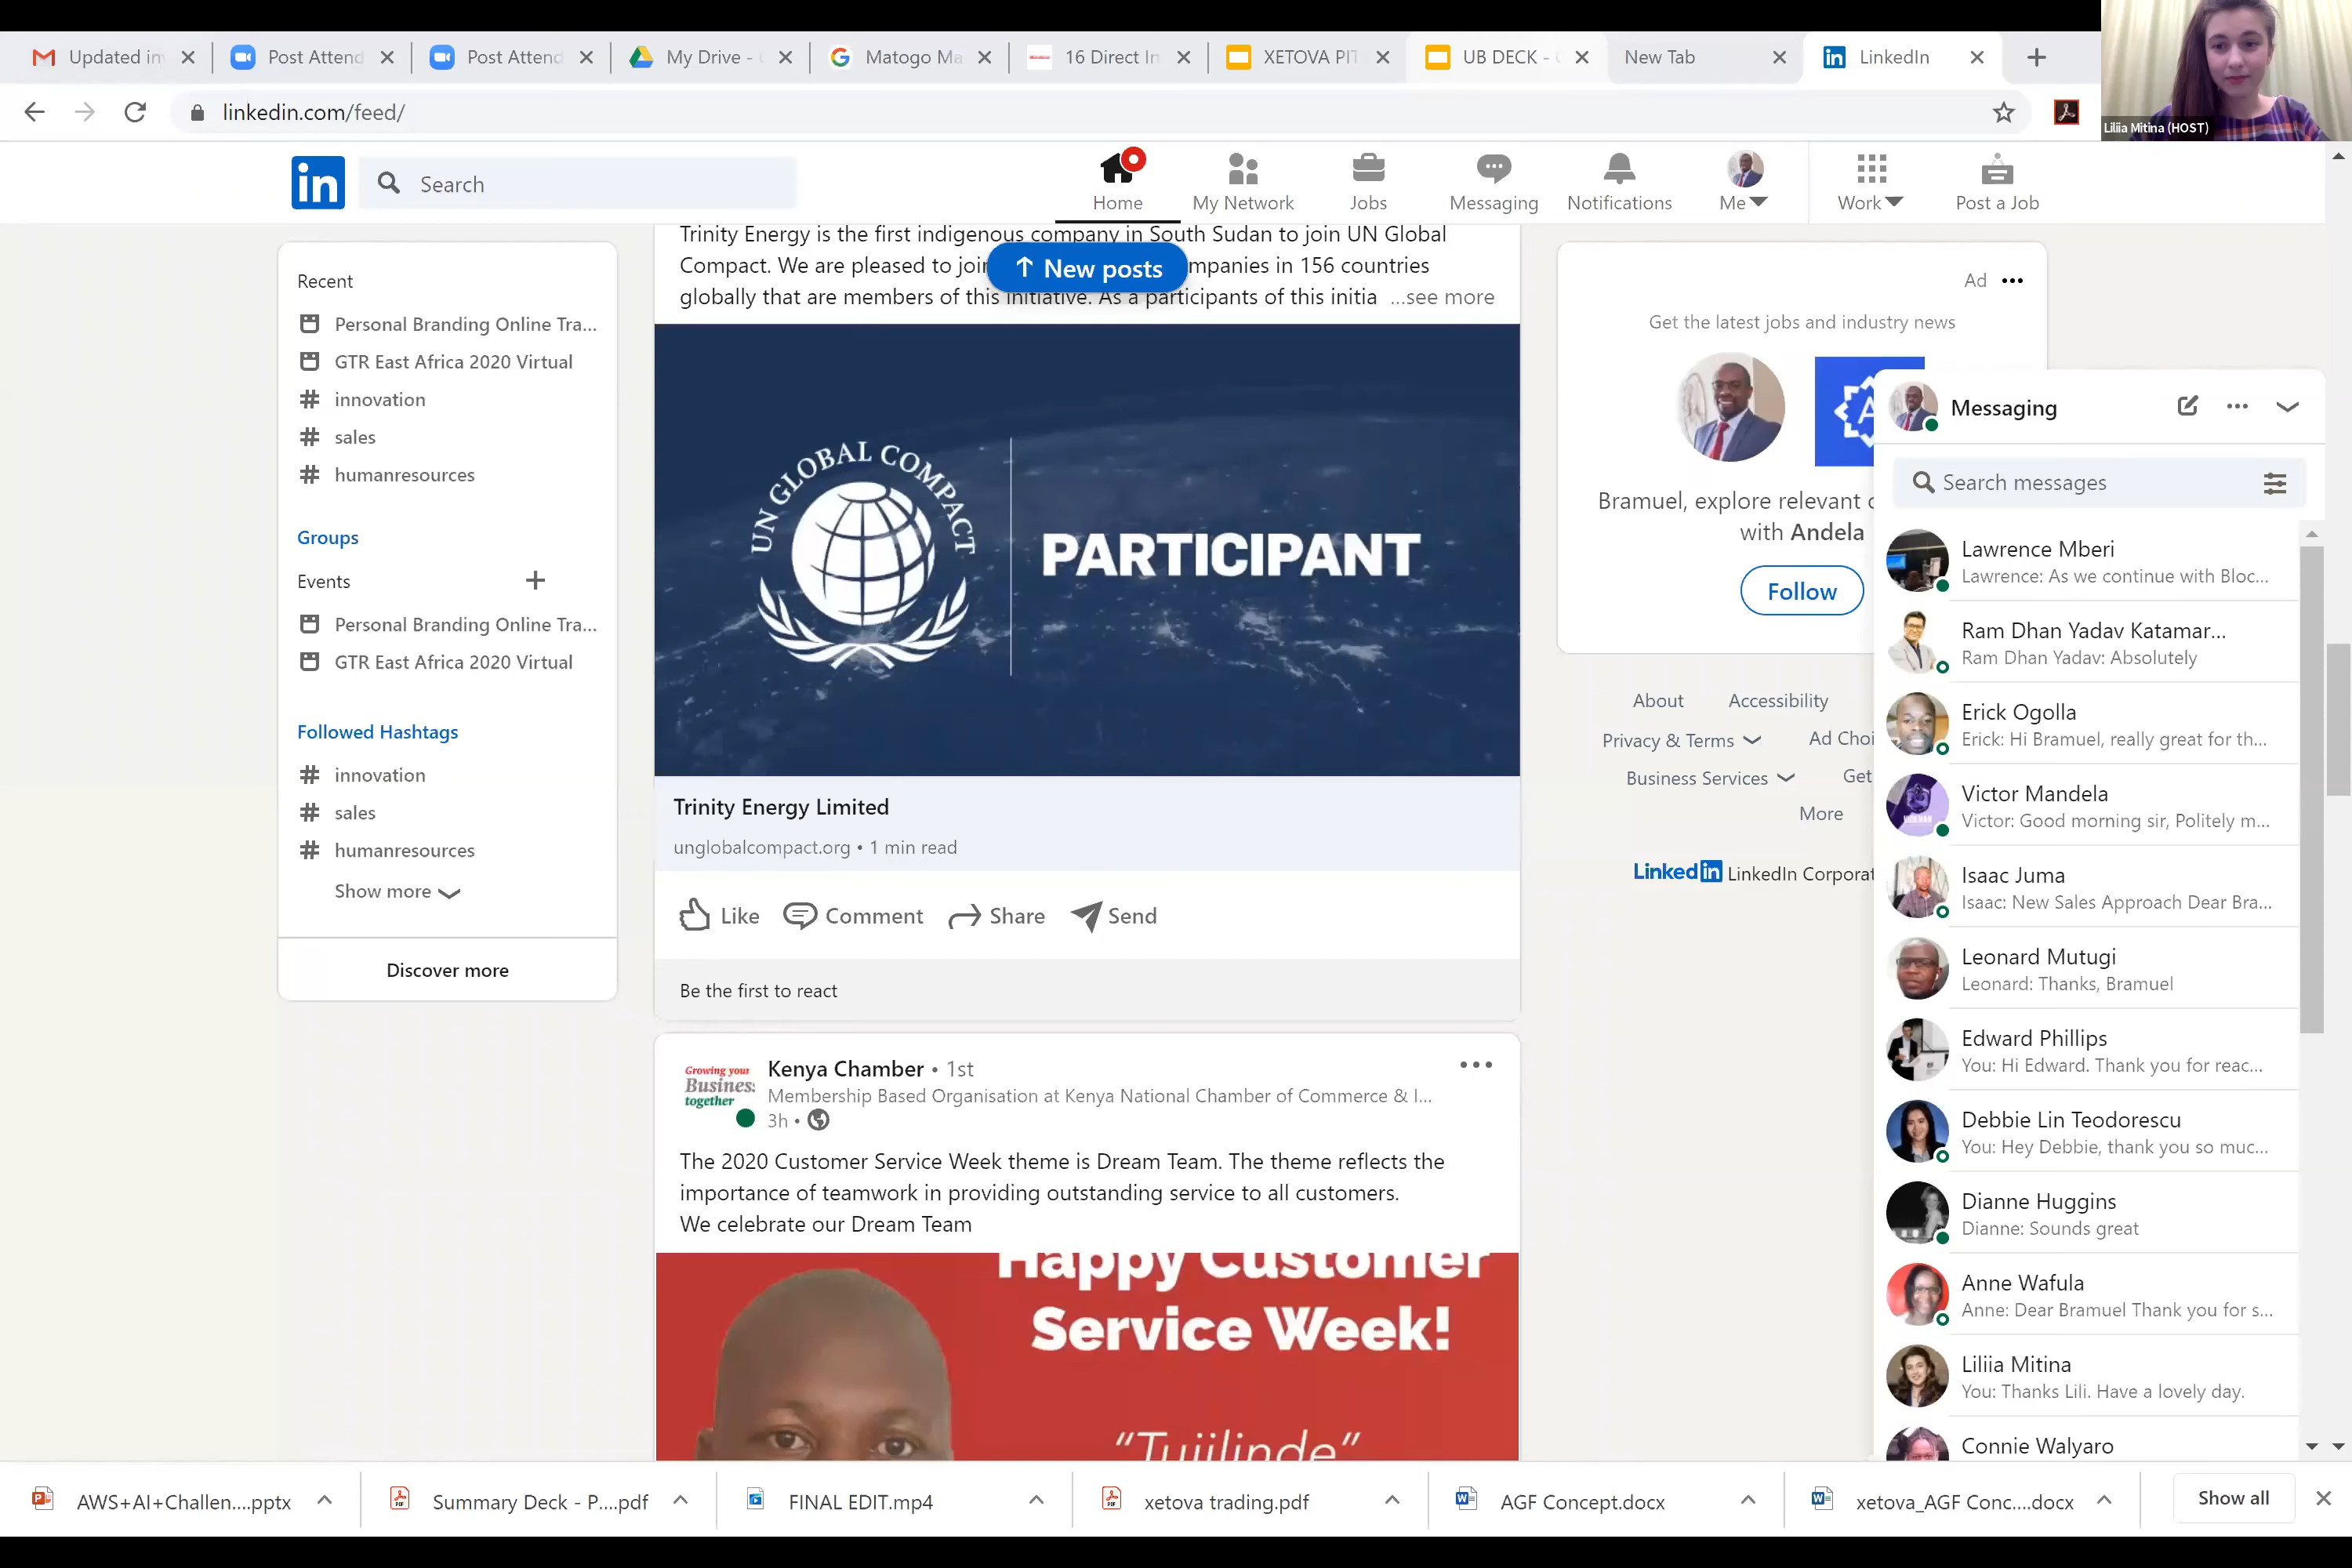 Updated in
Post Attend
Post Attend
My Drive -
Matogo Ma
16 Direct In
XETOVA PIT
UB DECK -
New Tab
LinkedIn
linkedin.com/feed/
Liliia Mitina (HOST)
in
Search
Home
My Network
Jobs
Messaging
Notifications
Me
Work
Post a Job
Recent
Personal Branding Online Tra...
GTR East Africa 2020 Virtual
# innovation
# sales
# humanresources
Groups
Events
Personal Branding Online Tra...
GTR East Africa 2020 Virtual
Followed Hashtags
# innovation
# sales
# humanresources
Show more
Discover more
Trinity Energy is the first indigenous company in South Sudan to join UN Global
Compact. We are pleased to joi mpanies in 156 countries
globally that are members of this initiative. As a participants of this initia ...see more
↑ New posts
UN GLOBAL COMPACT
PARTICIPANT
Trinity Energy Limited
unglobalcompact.org • 1 min read
Like Comment Share Send
Be the first to react
Growing your
Business
together
Kenya Chamber • 1st
Membership Based Organisation at Kenya National Chamber of Commerce & I...
3h •
The 2020 Customer Service Week theme is Dream Team. The theme reflects the
importance of teamwork in providing outstanding service to all customers.
We celebrate our Dream Team
Happy Customer
Service Week!
"Tujilinde"
Ad
Get the latest jobs and industry news
Bramuel, explore relevant
with Andela
Follow
About Accessibility
Privacy & Terms Ad Choi
Business Services Get
More
LinkedIn LinkedIn Corporat
Messaging
Search messages
Lawrence Mberi
Lawrence: As we continue with Bloc...
Ram Dhan Yadav Katamar...
Ram Dhan Yadav: Absolutely
Erick Ogolla
Erick: Hi Bramuel, really great for th...
Victor Mandela
Victor: Good morning sir, Politely m...
Isaac Juma
Isaac: New Sales Approach Dear Bra...
Leonard Mutugi
Leonard: Thanks, Bramuel
Edward Phillips
You: Hi Edward. Thank you for reac...
Debbie Lin Teodorescu
You: Hey Debbie, thank you so muc...
Dianne Huggins
Dianne: Sounds great
Anne Wafula
Anne: Dear Bramuel Thank you for s...
Liliia Mitina
You: Thanks Lili. Have a lovely day.
Connie Walyaro
AWS+AI+Challen....pptx
Summary Deck - P....pdf
FINAL EDIT.mp4
xetova trading.pdf
AGF Concept.docx
xetova_AGF Conc....docx
Show all